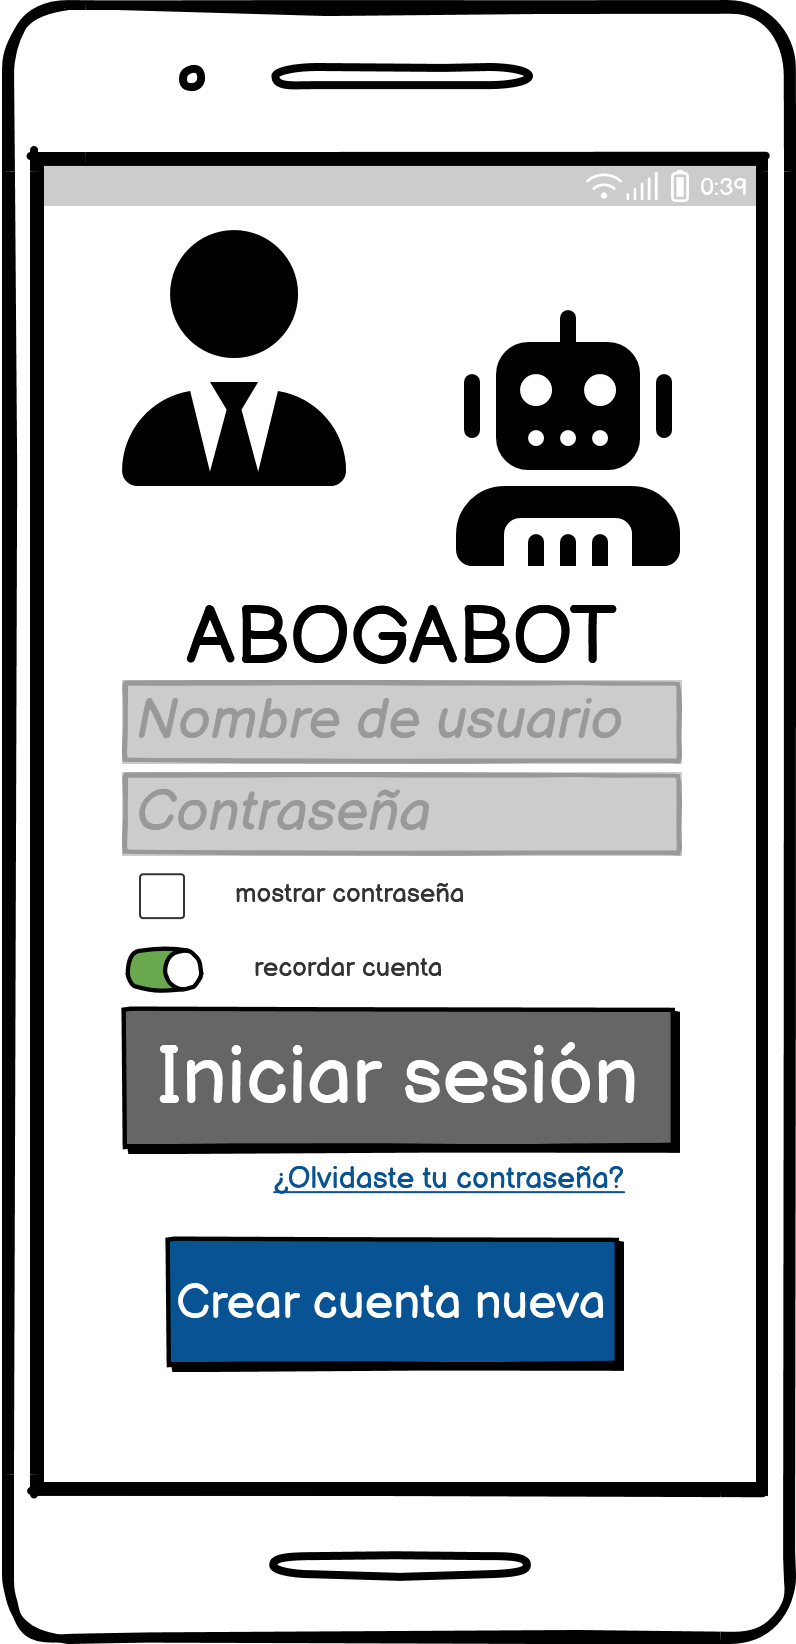 0:39
ABOGABOT
Nombre de usuario
Contraseña
mostrar contraseña
recordar cuenta
Iniciar sesión
¿Olvidaste tu contraseña?
Crear cuenta nueva